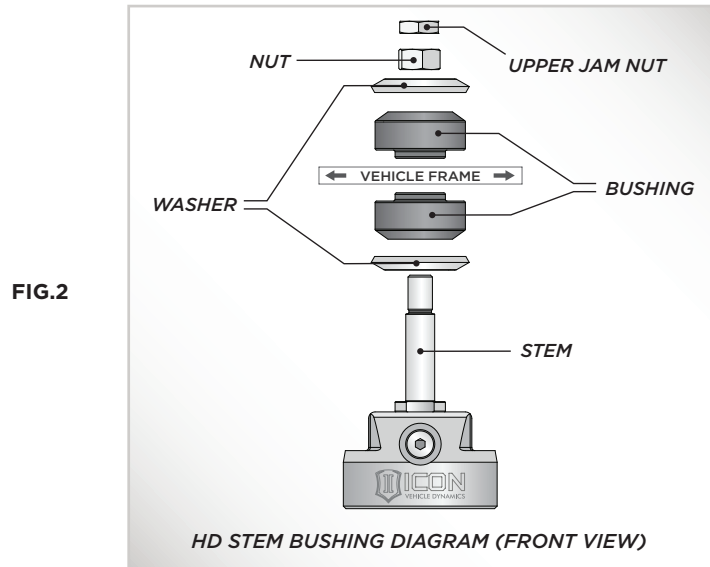 NUT
UPPER JAM NUT
VEHICLE FRAME
WASHER
BUSHING
FIG.2
STEM
ICON
VEHICLE DYNAMICS
HD STEM BUSHING DIAGRAM (FRONT VIEW)